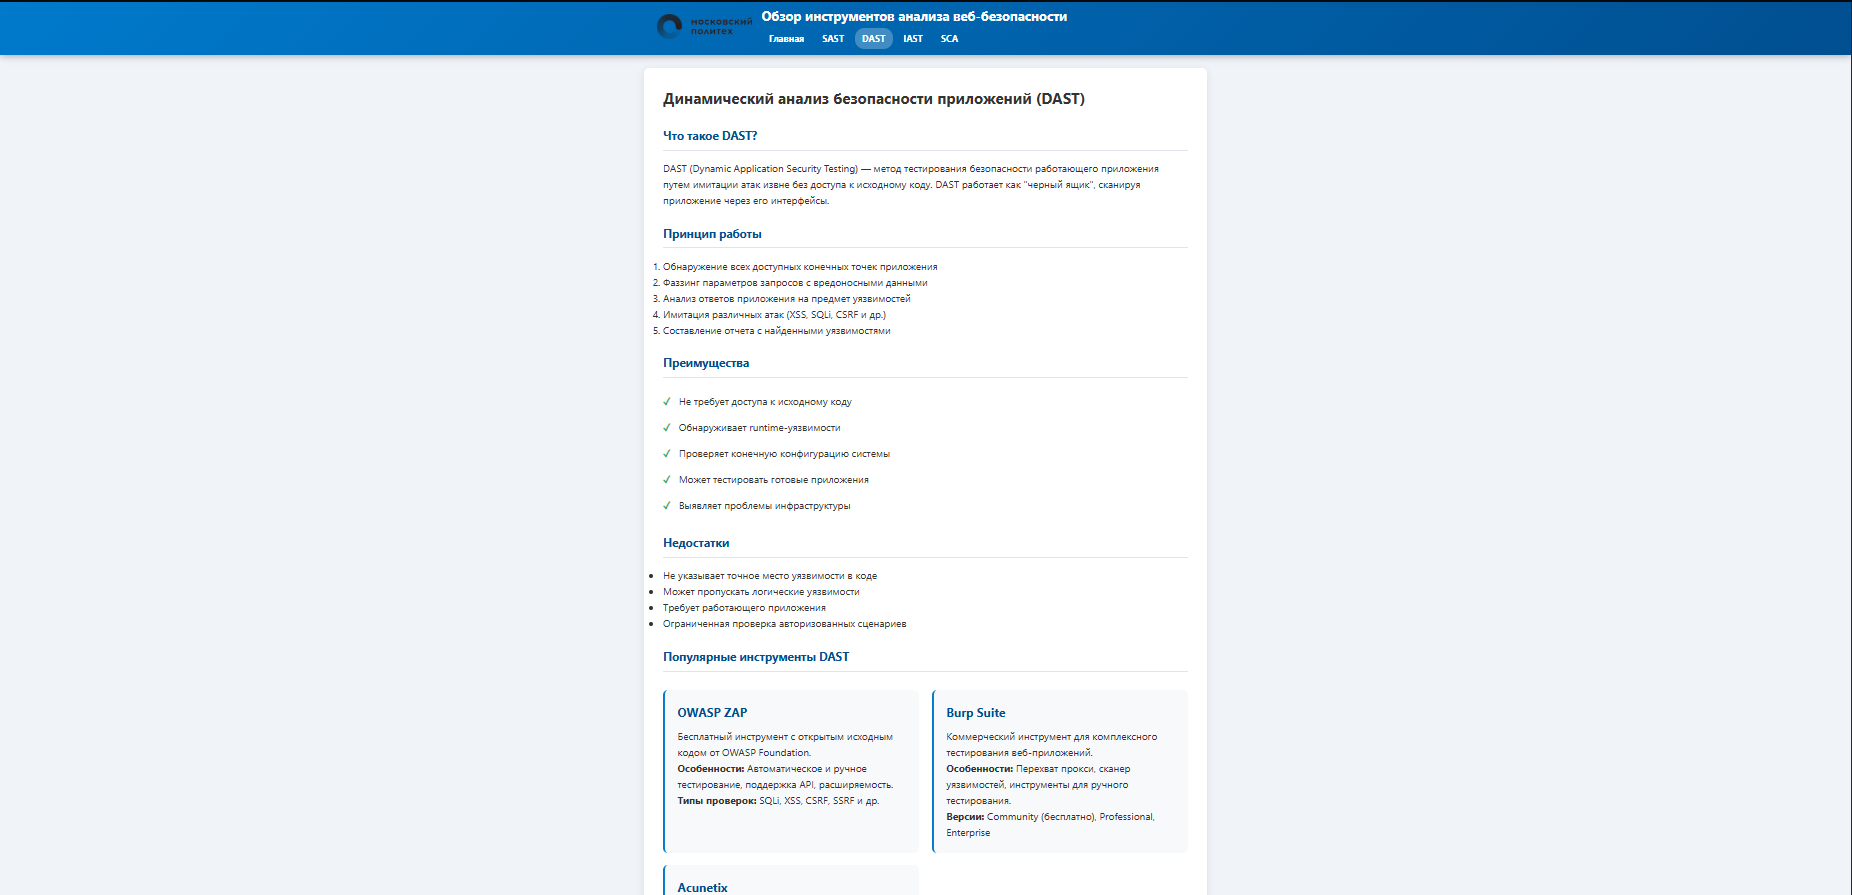 московский
политех
Обзор инструментов анализа веб-безопасности
Главная SAST DAST IAST SCA
Динамический анализ безопасности приложений (DAST)
Что такое DAST?
DAST (Dynamic Application Security Testing) — метод тестирования безопасности работающего приложения
путем имитации атак извне без доступа к исходному коду. DAST работает как "черный ящик", сканируя
приложение через его интерфейсы.
Принцип работы
1. Обнаружение всех доступных конечных точек приложения
2. Фаззинг параметров запросов с вредоносными данными
3. Анализ ответов приложения на предмет уязвимостей
4. Имитация различных атак (XSS, SQLi, CSRF и др.)
5. Составление отчета с найденными уязвимостями
Преимущества
✓ Не требует доступа к исходному коду
✓ Обнаруживает runtime-уязвимости
✓ Проверяет конечную конфигурацию системы
✓ Может тестировать готовые приложения
✓ Выявляет проблемы инфраструктуры
Недостатки
• Не указывает точное место уязвимости в коде
• Может пропускать логические уязвимости
• Требует работающего приложения
• Ограниченная проверка авторизованных сценариев
Популярные инструменты DAST
OWASP ZAP
Бесплатный инструмент с открытым исходным
кодом от OWASP Foundation.
Особенности: Автоматическое и ручное
тестирование, поддержка API, расширяемость.
Типы проверок: SQLi, XSS, CSRF, SSRF и др.
Burp Suite
Коммерческий инструмент для комплексного
тестирования веб-приложений.
Особенности: Перехват прокси, сканер
уязвимостей, инструменты для ручного
тестирования.
Версии: Community (бесплатно), Professional,
Enterprise
Acunetix